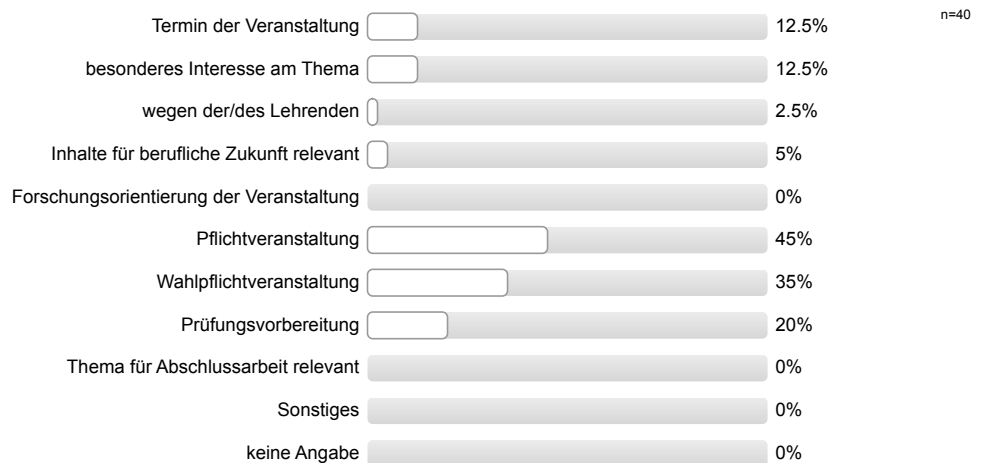 n=40
Termin der Veranstaltung 12.5%
besonderes Interesse am Thema 12.5%
wegen der/des Lehrenden 2.5%
Inhalte für berufliche Zukunft relevant 5%
Forschungsorientierung der Veranstaltung 0%
Pflichtveranstaltung 45%
Wahlpflichtveranstaltung 35%
Prüfungsvorbereitung 20%
Thema für Abschlussarbeit relevant 0%
Sonstiges 0%
keine Angabe 0%